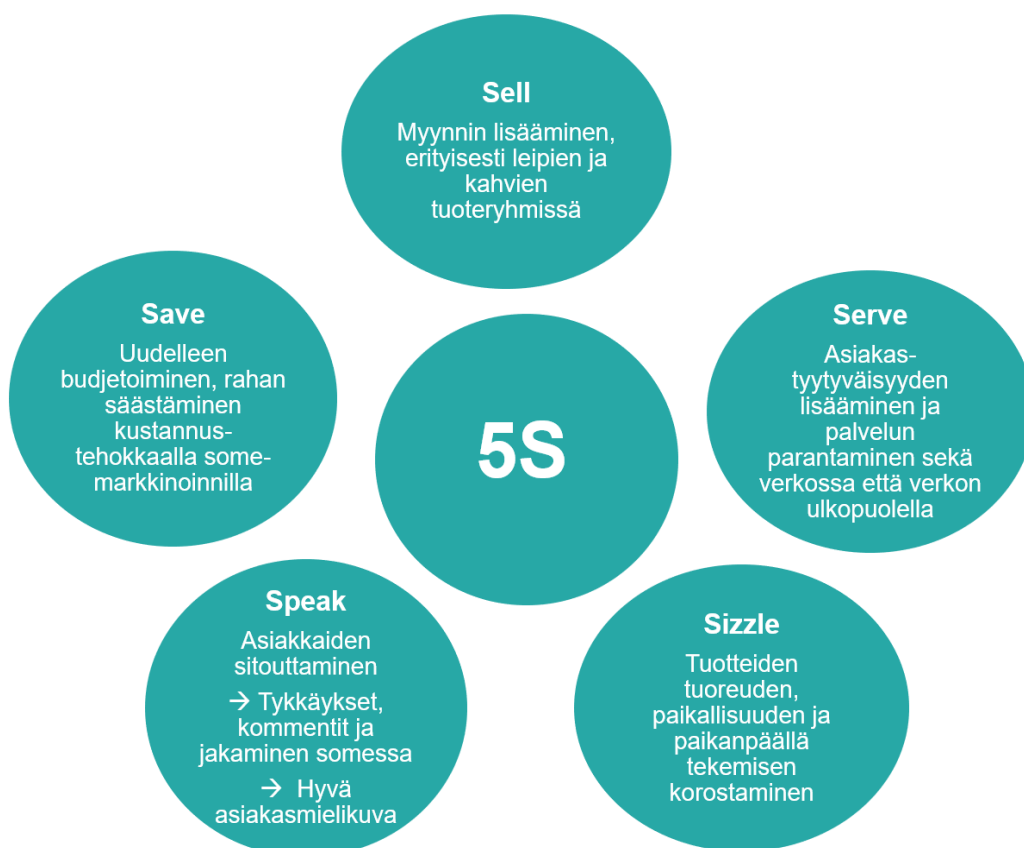 Sell
Myynnin lisääminen,
erityisesti leipien ja
kahvien
tuoteryhmissä
Save
Uudelleen
budjetoiminen, rahan
säästäminen
kustannus-
tehokkaalla some-
markkinoinnilla
5S
Serve
Asiakas-
tyytyväisyyden
lisääminen ja
palvelun
parantaminen sekä
verkossa että verkon
ulkopuolella
Speak
Asiakkaiden
sitouttaminen
→ Tykkäykset,
kommentit ja
jakaminen somessa
→ Hyvä
asiakasmielikuva
Sizzle
Tuotteiden
tuoreuden,
paikallisuuden ja
paikanpäällä
tekemisen
korostaminen